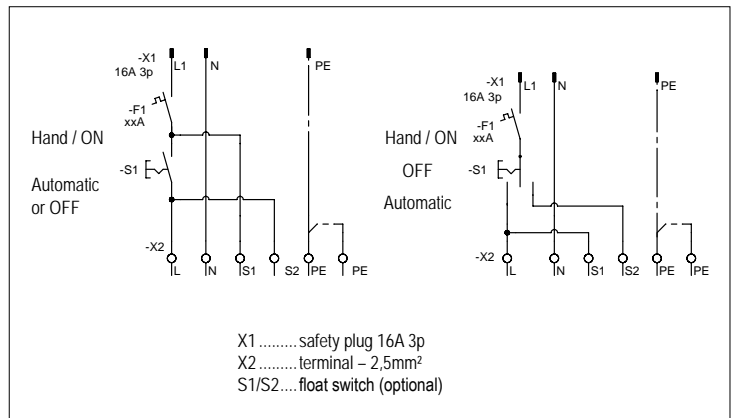 -X1
16A 3p
L1
N
PE
-F1
xxA
Hand / ON
-S1
Automatic
or OFF
-X2
L
N
S1
S2
PE
PE
-X1
16A 3p
L1
N
PE
-F1
xxA
Hand / ON
OFF
-S1
Automatic
-X2
L
N
S1
S2
PE
PE
X1 ......... safety plug 16A 3p
X2 ......... terminal – 2,5mm²
S1/S2.... float switch (optional)